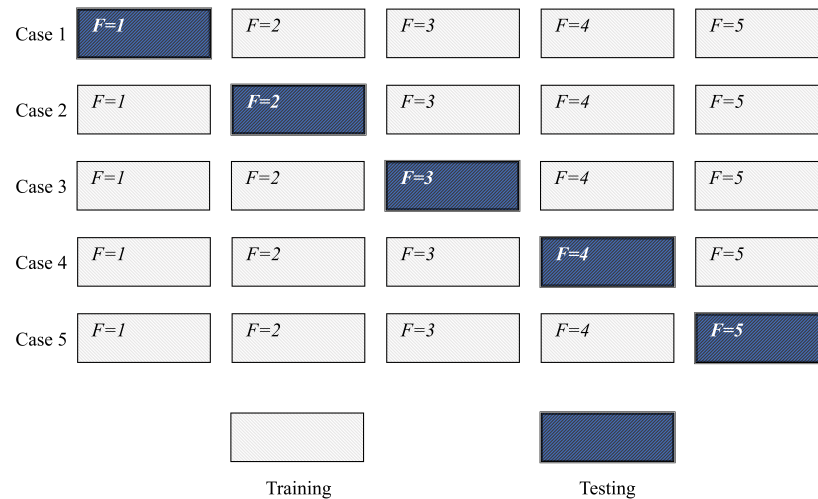 Case 1 F=1 F=2 F=3 F=4 F=5
Case 2 F=1 F=2 F=3 F=4 F=5
Case 3 F=1 F=2 F=3 F=4 F=5
Case 4 F=1 F=2 F=3 F=4 F=5
Case 5 F=1 F=2 F=3 F=4 F=5
Training Testing